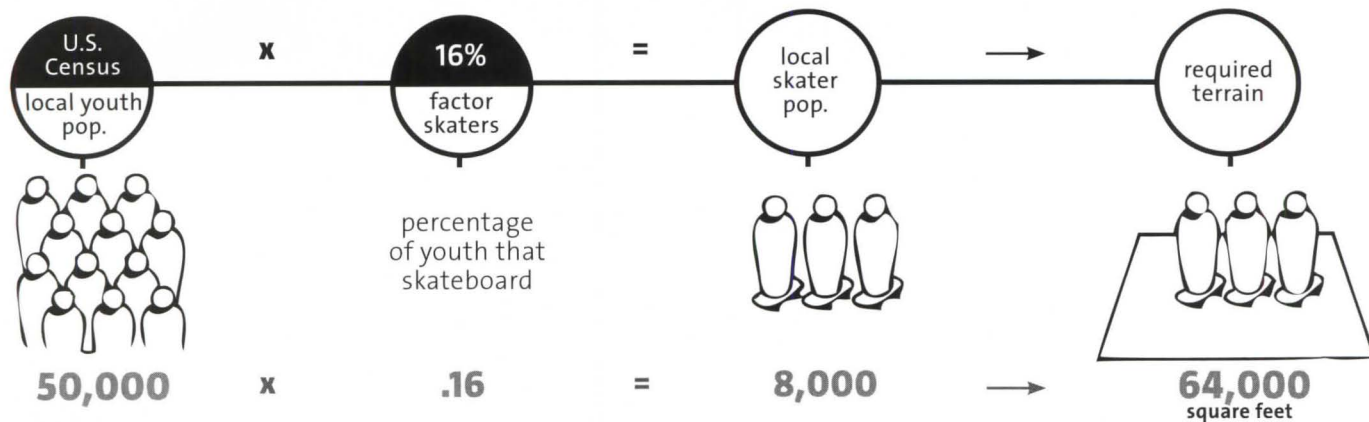 U.S.
Census
local youth
pop.
x
16%
factor
skaters
=
local
skater
pop.
→
required
terrain
percentage
of youth that
skateboard
50,000
x
.16
=
8,000
→
64,000
square feet